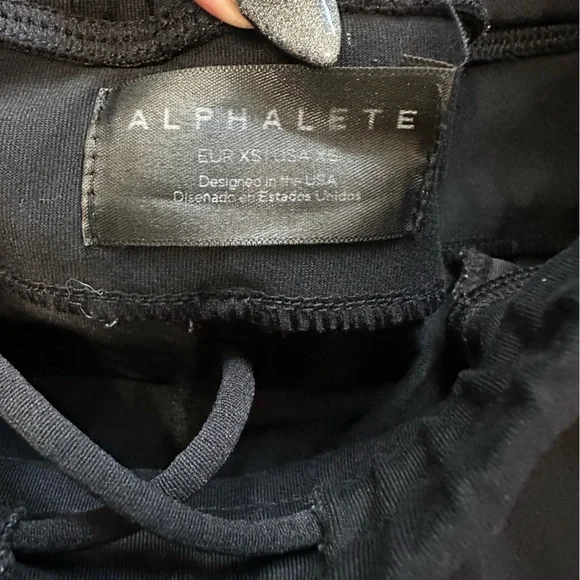 ALPHALETE
EUR XS | USA XS
Designed in the USA
Diseñado en Estados Unidos